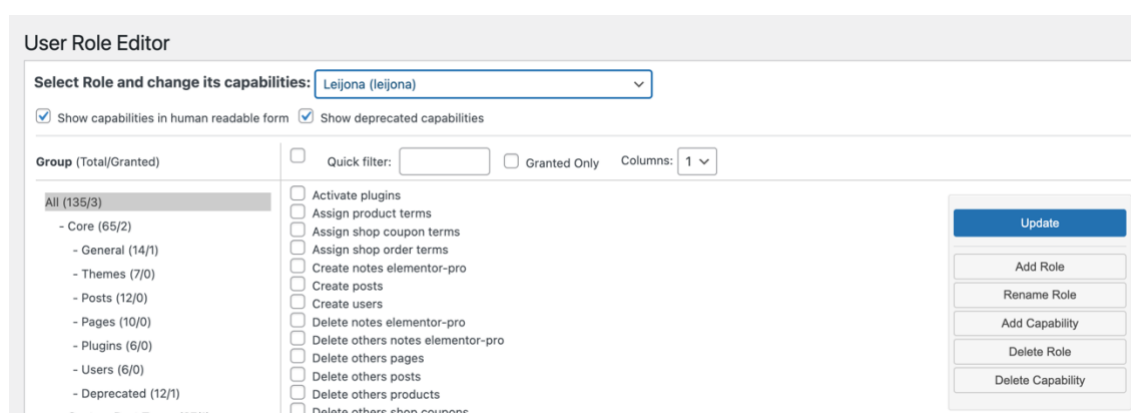 User Role Editor
Select Role and change its capabilities: Leijona (leijona)
Show capabilities in human readable form Show deprecated capabilities
Group (Total/Granted)
Quick filter: Granted Only Columns: 1
All (135/3)
- Core (65/2)
- General (14/1)
- Themes (7/0)
- Posts (12/0)
- Pages (10/0)
- Plugins (6/0)
- Users (6/0)
- Deprecated (12/1)
Activate plugins
Assign product terms
Assign shop coupon terms
Assign shop order terms
Create notes elementor-pro
Create posts
Create users
Delete notes elementor-pro
Delete others notes elementor-pro
Delete others pages
Delete others posts
Delete others products
Delete others shop coupons
Update
Add Role
Rename Role
Add Capability
Delete Role
Delete Capability